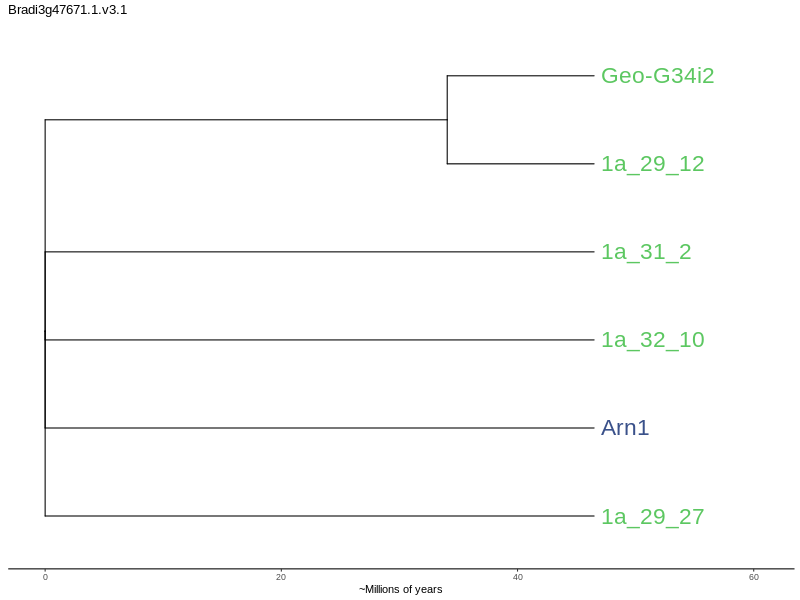 Bradi3g47671.1.v3.1
Geo-G34i2
1a_29_12
1a_31_2
1a_32_10
Arn1
1a_29_27
0 20 40 60
~Millions of years